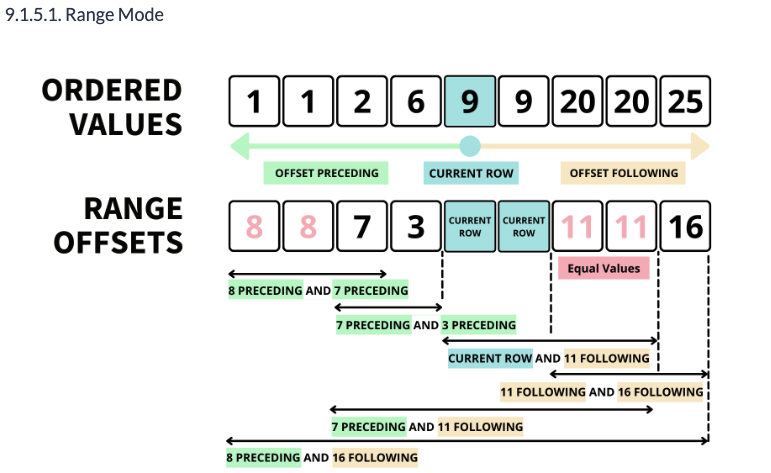 9.1.5.1. Range Mode
ORDERED
VALUES
1 1 2 6 9 9 20 20 25
OFFSET PRECEDING CURRENT ROW OFFSET FOLLOWING
RANGE
OFFSETS
8 8 7 3 CURRENT ROW CURRENT ROW 11 11 16
Equal Values
8 PRECEDING AND 7 PRECEDING
7 PRECEDING AND 3 PRECEDING
CURRENT ROW AND 11 FOLLOWING
11 FOLLOWING AND 16 FOLLOWING
7 PRECEDING AND 11 FOLLOWING
8 PRECEDING AND 16 FOLLOWING